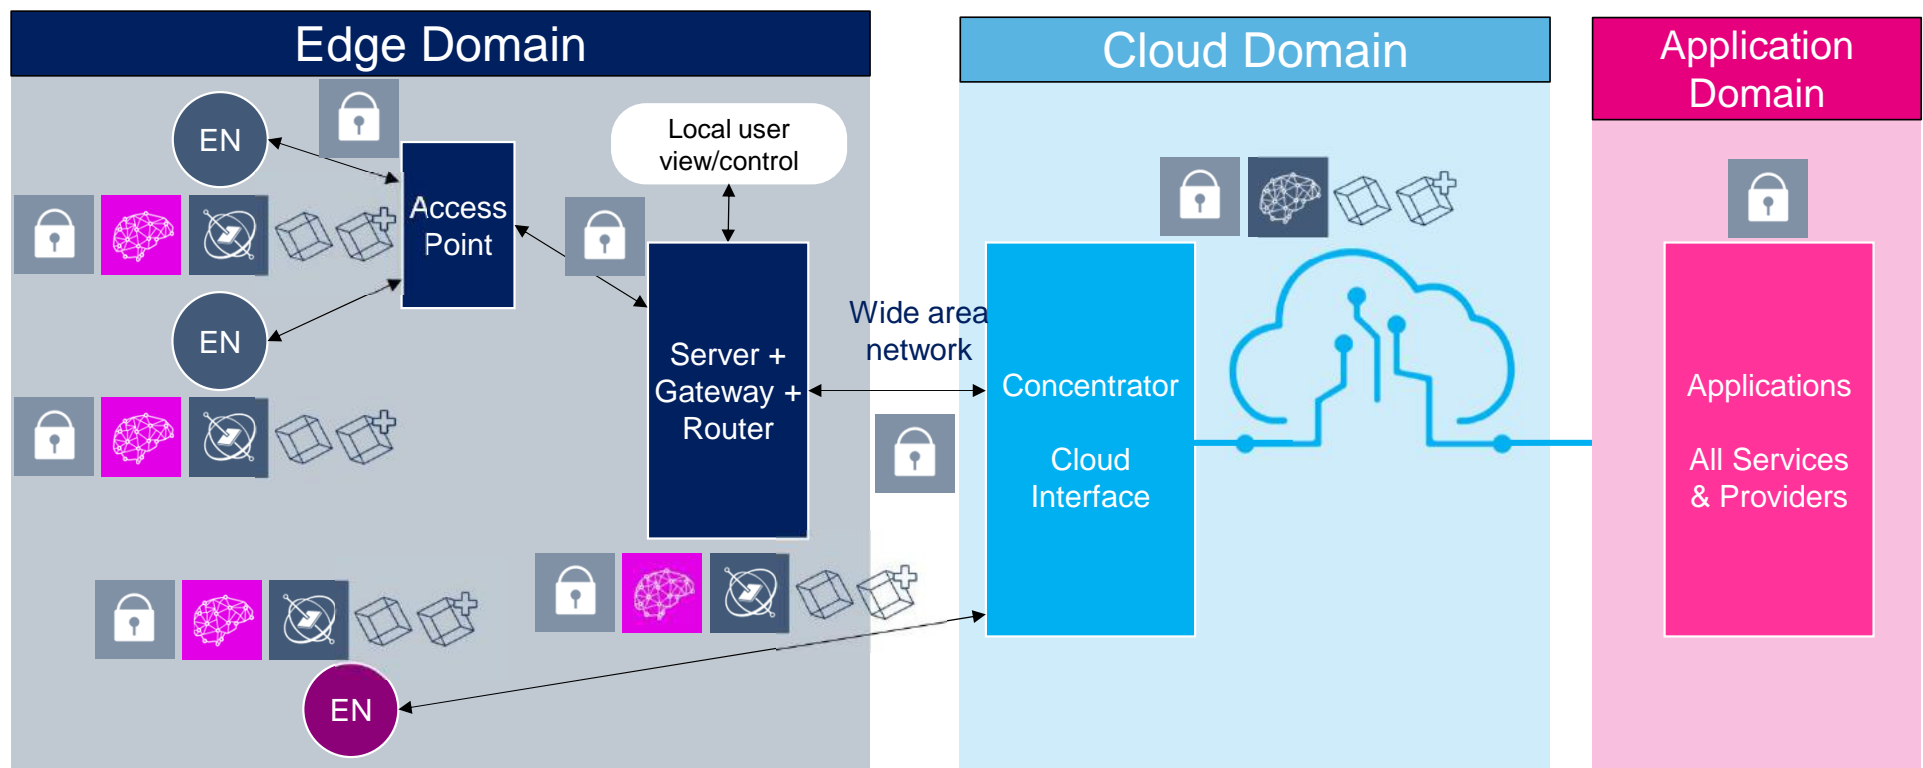 Edge Domain
Cloud Domain
Application
Domain
EN
Local user
view/control
Access
Point
EN
Wide area
network
Server +
Gateway +
Router
Concentrator
Cloud
Interface
Applications
All Services
& Providers
EN